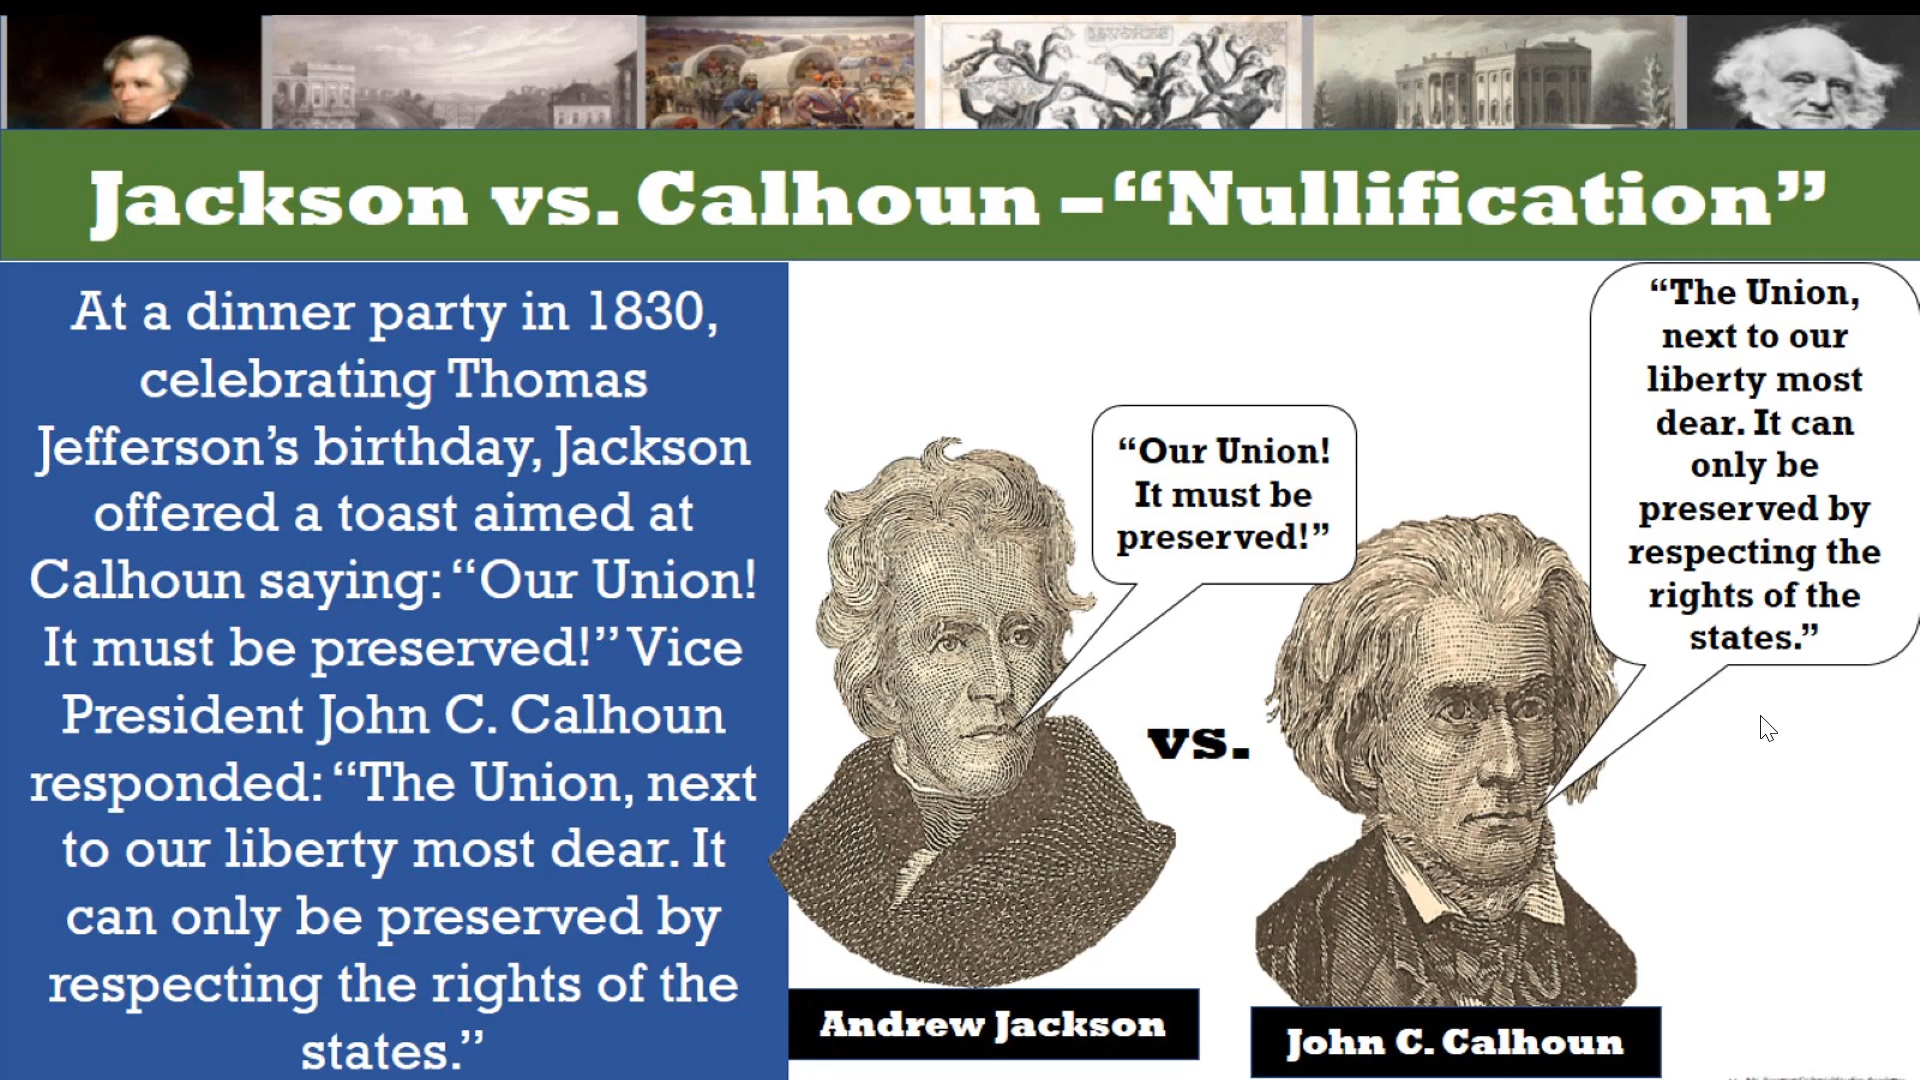 Jackson vs. Calhoun – “Nullification”
At a dinner party in 1830,
celebrating Thomas
Jefferson’s birthday, Jackson
offered a toast aimed at
Calhoun saying: “Our Union!
It must be preserved!” Vice
President John C. Calhoun
responded: “The Union, next
to our liberty most dear. It
can only be preserved by
respecting the rights of the
states.”
“Our Union!
It must be
preserved!”
“The Union,
next to our
liberty most
dear. It can
only be
preserved by
respecting the
rights of the
states.”
vs.
Andrew Jackson
John C. Calhoun